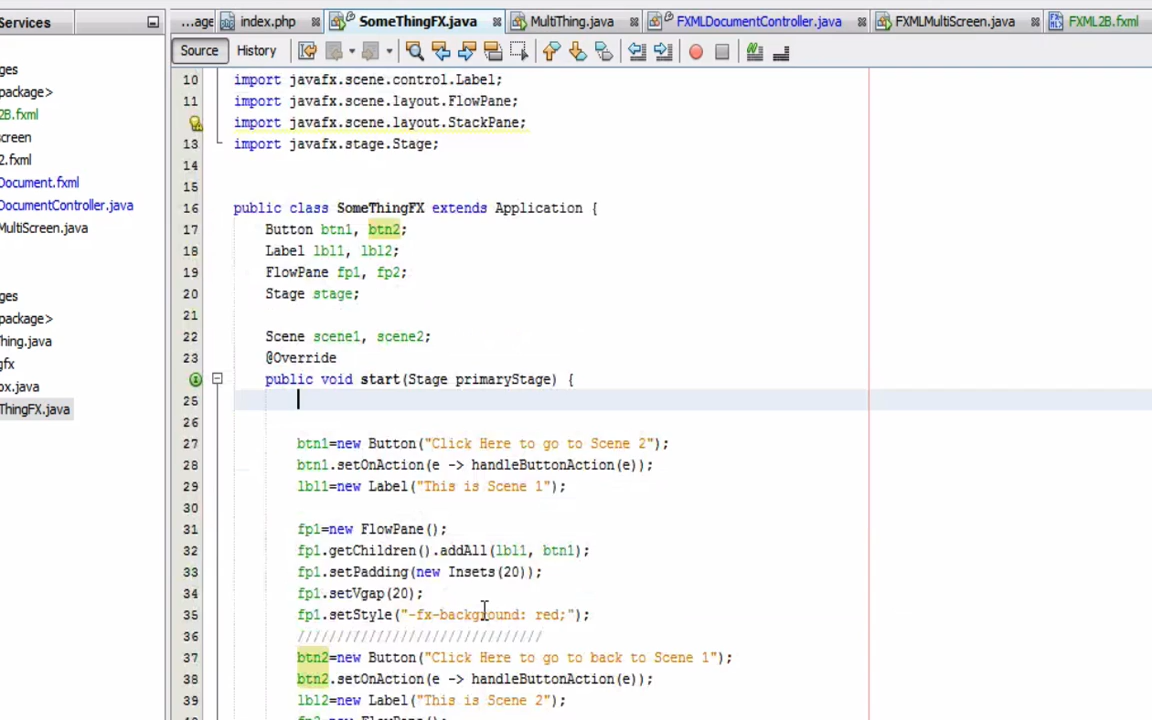 Services
...age index.php SomeThingFX.java MultiThing.java FXMLDocumentController.java FXMLMultiScreen.java FXML2B.fxml
Source History
ges
package>
2B.fxml
creen
2.fxml
Document.fxml
DocumentController.java
MultiScreen.java
ges
package>
Thing.java
gfx
ox.java
ThingFX.java
10 import javafx.scene.control.Label;
11 import javafx.scene.layout.FlowPane;
import javafx.scene.layout.StackPane;
13 import javafx.stage.Stage;
14
15
16 public class SomeThingFX extends Application {
17 Button btn1, btn2;
18 Label lbl1, lbl2;
19 FlowPane fp1, fp2;
20 Stage stage;
21
22 Scene scene1, scene2;
23 @Override
public void start(Stage primaryStage) {
25
26
27 btn1=new Button("Click Here to go to Scene 2");
28 btn1.setOnAction(e -> handleButtonAction(e));
29 lbl1=new Label("This is Scene 1");
30
31 fp1=new FlowPane();
32 fp1.getChildren().addAll(lbl1, btn1);
33 fp1.setPadding(new Insets(20));
34 fp1.setVgap(20);
35 fp1.setStyle("-fx-background: red;");
36 ///////////////////////////////
37 btn2=new Button("Click Here to go to back to Scene 1");
38 btn2.setOnAction(e -> handleButtonAction(e));
39 lbl2=new Label("This is Scene 2");
fp2=new FlowPane();